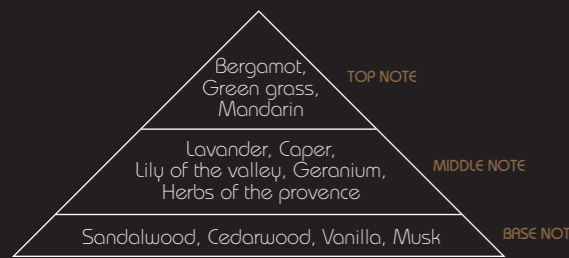 Bergamot,
Green grass,
Mandarin
TOP NOTE
Lavander, Caper,
Lily of the valley, Geranium,
Herbs of the provence
MIDDLE NOTE
Sandalwood, Cedarwood, Vanilla, Musk
BASE NOT